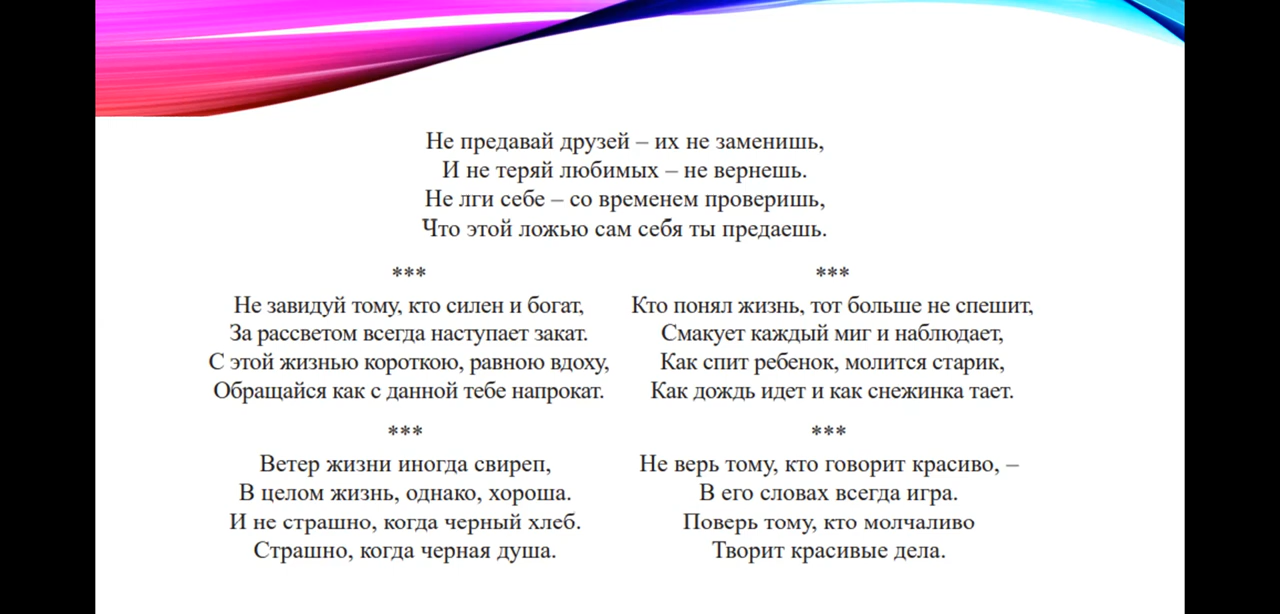 Не предавай друзей – их не заменишь,
И не теряй любимых – не вернешь.
Не лги себе – со временем проверишь,
Что этой ложью сам себя ты предаешь.
***
Не завидуй тому, кто силен и богат,
За рассветом всегда наступает закат.
С этой жизнью короткою, равною вдоху,
Обращайся как с данной тебе напрокат.
***
Кто понял жизнь, тот больше не спешит,
Смакует каждый миг и наблюдает,
Как спит ребенок, молится старик,
Как дождь идет и как снежинка тает.
***
Ветер жизни иногда свиреп,
В целом жизнь, однако, хороша.
И не страшно, когда черный хлеб.
Страшно, когда черная душа.
***
Не верь тому, кто говорит красиво, –
В его словах всегда игра.
Поверь тому, кто молчаливо
Творит красивые дела.